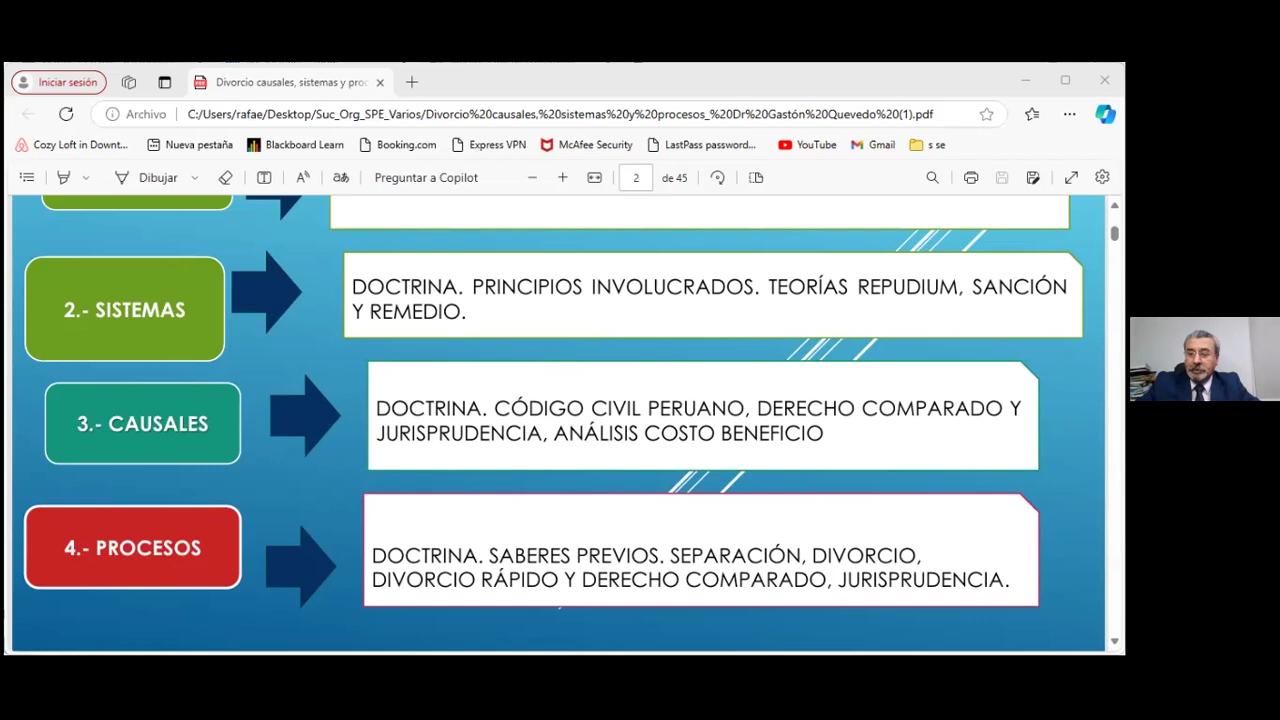 Iniciar sesión
Divorcio causales, sistemas y proc
Archivo
C:/Users/rafae/Desktop/Suc_Org_SPE_Varios/Divorcio%20causales,%20sistemas%20y%20procesos_%20Dr%20Gastón%20Quevedo%20(1).pdf
Cozy Loft in Downt... Nueva pestaña Blackboard Learn Booking.com Express VPN McAfee Security LastPass password... YouTube Gmail s se
Dibujar Preguntar a Copilot 2 de 45
2.- SISTEMAS
DOCTRINA. PRINCIPIOS INVOLUCRADOS. TEORÍAS REPUDIUM, SANCIÓN
Y REMEDIO.
3.- CAUSALES
DOCTRINA. CÓDIGO CIVIL PERUANO, DERECHO COMPARADO Y
JURISPRUDENCIA, ANÁLISIS COSTO BENEFICIO
4.- PROCESOS
DOCTRINA. SABERES PREVIOS. SEPARACIÓN, DIVORCIO,
DIVORCIO RÁPIDO Y DERECHO COMPARADO, JURISPRUDENCIA.